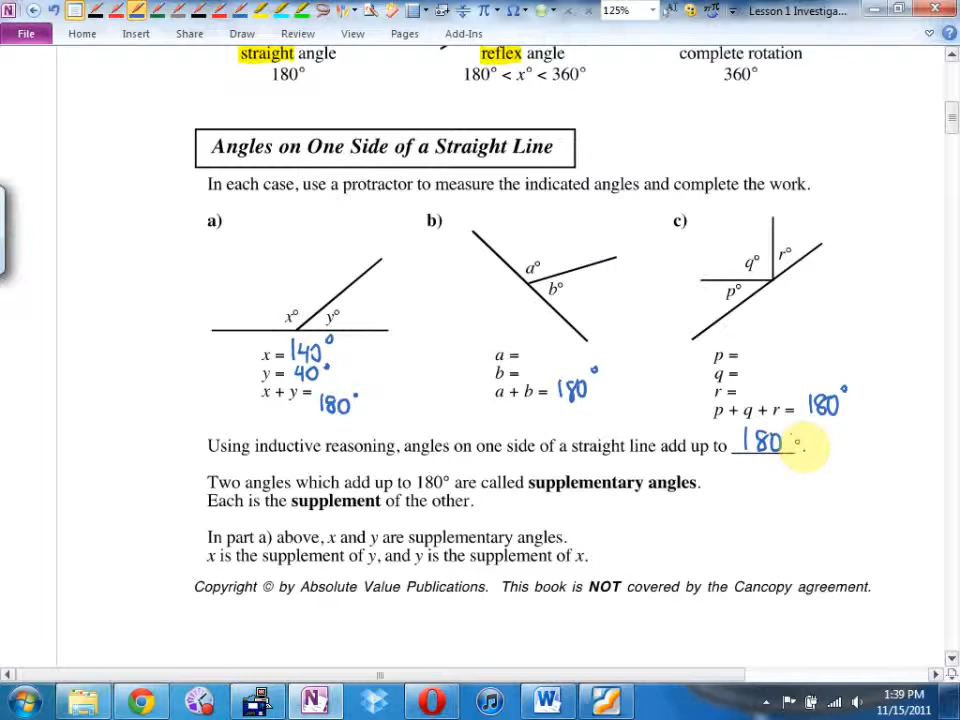 125%
Lesson 1 Investiga...
File Home Insert Share Draw Review View Pages Add-Ins
straight angle reflex angle complete rotation
180° 180° < x° < 360° 360°
Angles on One Side of a Straight Line
In each case, use a protractor to measure the indicated angles and complete the work.
a) b) c)
x° y°
a°
b°
q° r°
p°
x = 140°
y = 40°
x + y = 180°
a =
b =
a + b = 180°
p =
q =
r =
p + q + r = 180°
Using inductive reasoning, angles on one side of a straight line add up to 180°.
Two angles which add up to 180° are called supplementary angles.
Each is the supplement of the other.
In part a) above, x and y are supplementary angles.
x is the supplement of y, and y is the supplement of x.
Copyright © by Absolute Value Publications. This book is NOT covered by the Cancopy agreement.
1:39 PM
11/15/2011